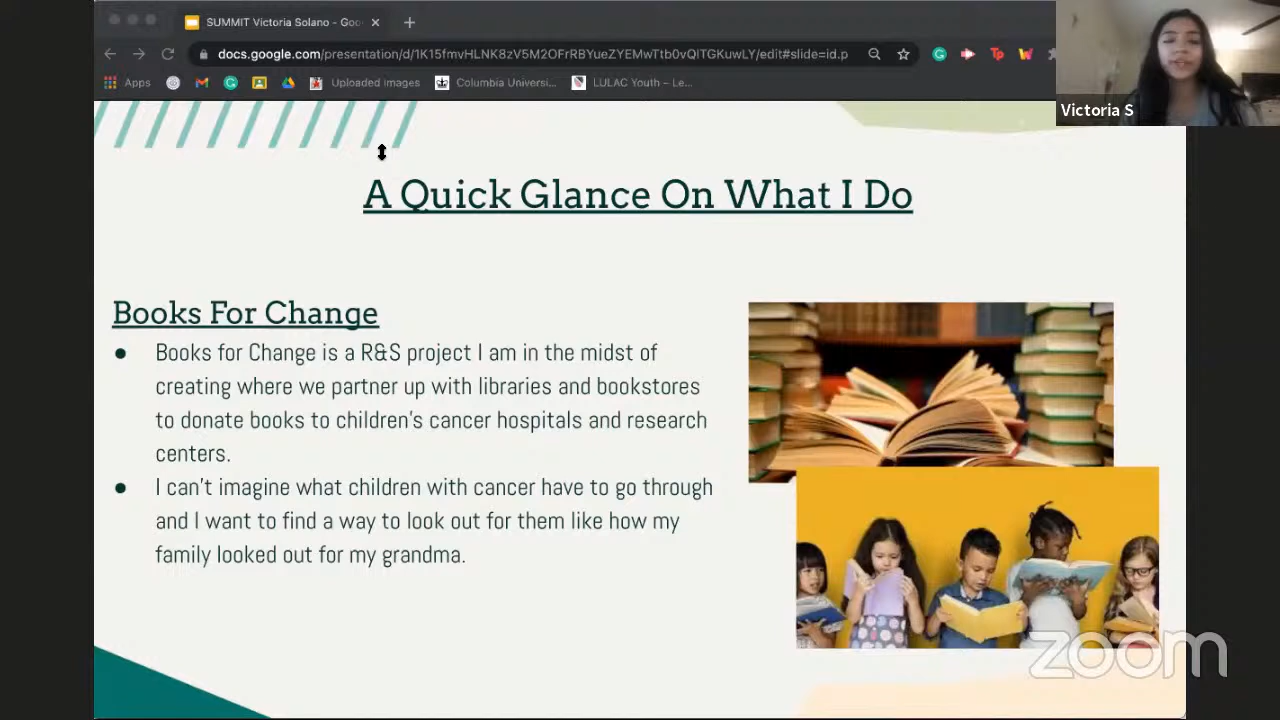 SUMMIT Victoria Solano - Goo
docs.google.com/presentation/d/1K15fmvHLNK8zV5M2OFrRBYueZYEMwTtb0vQlTGKuwLY/edit#slide=id.p
Apps
Uploaded images
Columbia Universi...
LULAC Youth – Le...
Victoria S
A Quick Glance On What I Do
Books For Change
● Books for Change is a R&S project I am in the midst of
creating where we partner up with libraries and bookstores
to donate books to children's cancer hospitals and research
centers.
● I can't imagine what children with cancer have to go through
and I want to find a way to look out for them like how my
family looked out for my grandma.
zoom